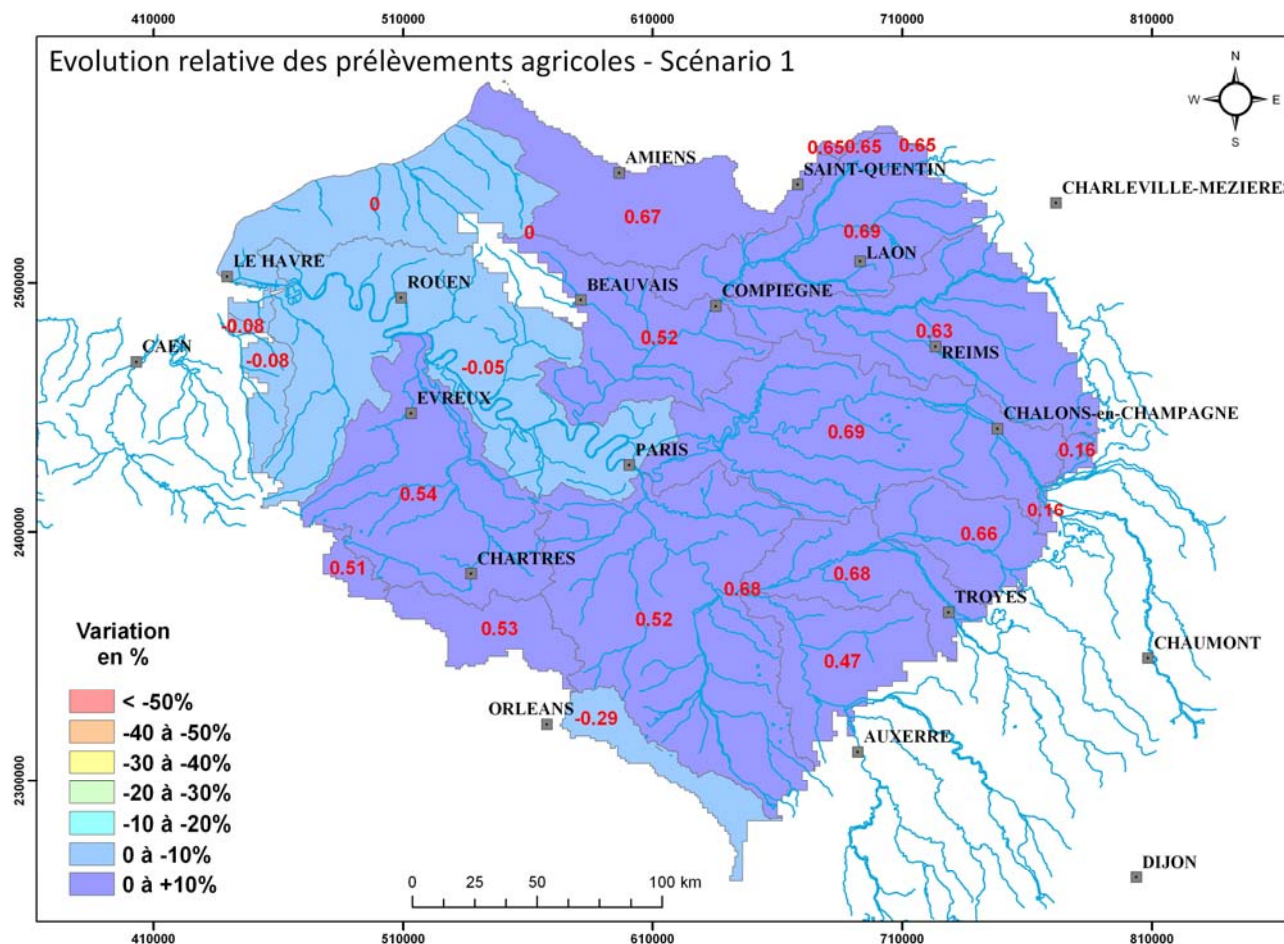 410000 510000 610000 710000 810000
Evolution relative des prélèvements agricoles - Scénario 1
N
W E
S
AMIENS
0.65 0.65 0.65
SAINT-QUENTIN
CHARLEVILLE-MEZIERES
0
0.67
0
0.69
LAON
LE HAVRE
2500000
ROUEN
BEAUVAIS
COMPIEGNE
-0.08
0.52
0.63
REIMS
CAEN
-0.08
-0.05
EVREUX
CHALONS-en-CHAMPAGNE
0.69
0.16
PARIS
0.54
0.16
2400000
0.66
0.51
CHARTRES
0.68
0.68
TROYES
0.53
0.52
0.47
CHAUMONT
ORLEANS
-0.29
AUXERRE
2300000
DIJON
Variation
en %
< -50%
-40 à -50%
-30 à -40%
-20 à -30%
-10 à -20%
0 à -10%
0 à +10%
0 25 50 100 km
410000 510000 610000 710000 810000